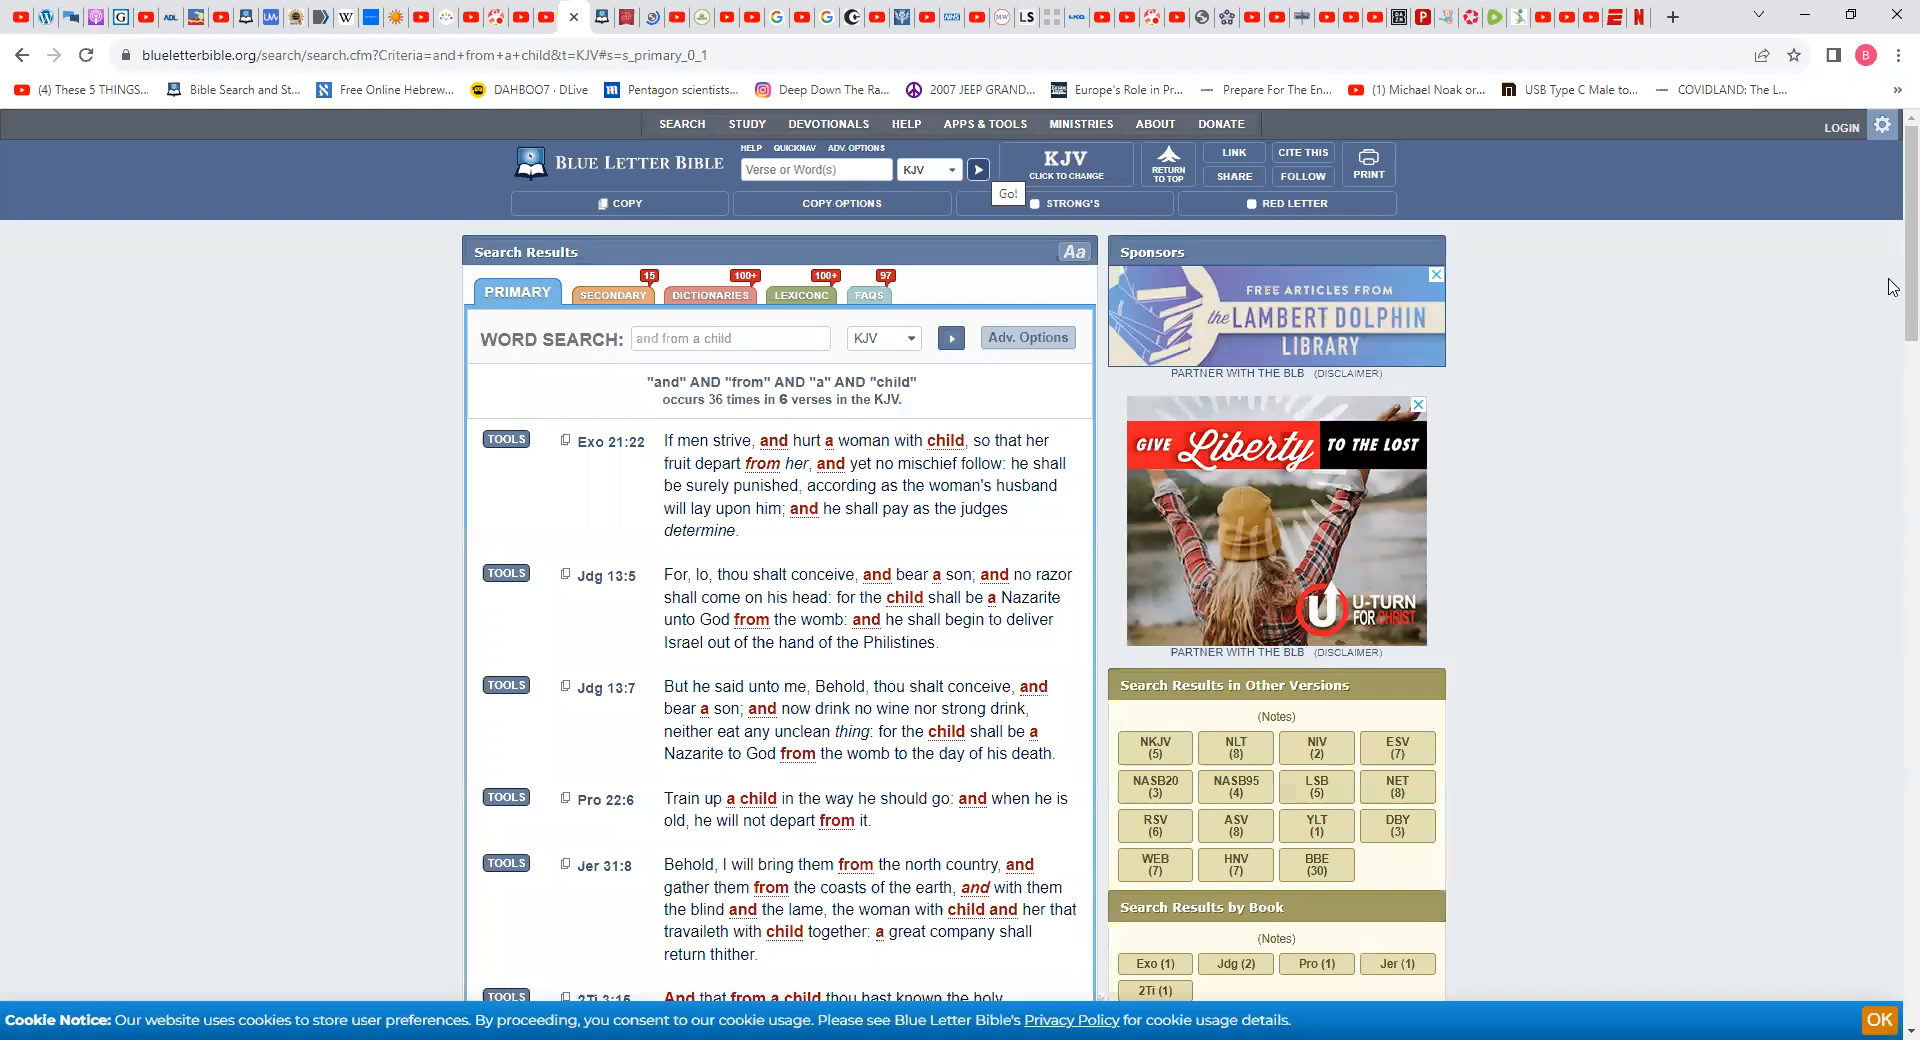 blueletterbible.org/search/search.cfm?Criteria=and+from+a+child&t=KJV#s=s_primary_0_1
B
(4) These 5 THINGS...
Bible Search and St...
Free Online Hebrew...
DAHBOO7 · DLive
Pentagon scientists...
Deep Down The Ra...
2007 JEEP GRAND...
Europe's Role in Pr...
Prepare For The En...
(1) Michael Noak or...
USB Type C Male to...
COVIDLAND: The L...
»
SEARCH STUDY DEVOTIONALS HELP APPS & TOOLS MINISTRIES ABOUT DONATE
LOGIN
BLUE LETTER BIBLE
HELP QUICKNAV ADV. OPTIONS
Verse or Word(s)
KJV
KJV
CLICK TO CHANGE
RETURN
TO TOP
LINK
CITE THIS
SHARE
FOLLOW
PRINT
Go!
COPY
COPY OPTIONS
STRONG'S
RED LETTER
Search Results
Aa
PRIMARY
15
SECONDARY
100+
DICTIONARIES
100+
LEXICONC
97
FAQS
WORD SEARCH:
and from a child
KJV
Adv. Options
"and" AND "from" AND "a" AND "child"
occurs 36 times in 6 verses in the KJV.
TOOLS
Exo 21:22
If men strive, and hurt a woman with child, so that her
fruit depart from her, and yet no mischief follow: he shall
be surely punished, according as the woman's husband
will lay upon him; and he shall pay as the judges
determine.
TOOLS
Jdg 13:5
For, lo, thou shalt conceive, and bear a son; and no razor
shall come on his head: for the child shall be a Nazarite
unto God from the womb: and he shall begin to deliver
Israel out of the hand of the Philistines.
TOOLS
Jdg 13:7
But he said unto me, Behold, thou shalt conceive, and
bear a son; and now drink no wine nor strong drink,
neither eat any unclean thing: for the child shall be a
Nazarite to God from the womb to the day of his death.
TOOLS
Pro 22:6
Train up a child in the way he should go: and when he is
old, he will not depart from it.
TOOLS
Jer 31:8
Behold, I will bring them from the north country, and
gather them from the coasts of the earth, and with them
the blind and the lame, the woman with child and her that
travaileth with child together: a great company shall
return thither.
TOOLS
2Ti 3:15
And that from a child thou hast known the holy
Sponsors
FREE ARTICLES FROM
the LAMBERT DOLPHIN
LIBRARY
PARTNER WITH THE BLB (DISCLAIMER)
GIVE Liberty TO THE LOST
U
U-TURN
FOR CHRIST
PARTNER WITH THE BLB (DISCLAIMER)
Search Results in Other Versions
(Notes)
NKJV
(5)
NLT
(8)
NIV
(2)
ESV
(7)
NASB20
(3)
NASB95
(4)
LSB
(5)
NET
(8)
RSV
(6)
ASV
(8)
YLT
(1)
DBY
(3)
WEB
(7)
HNV
(7)
BBE
(30)
Search Results by Book
(Notes)
Exo (1)
Jdg (2)
Pro (1)
Jer (1)
2Ti (1)
Cookie Notice: Our website uses cookies to store user preferences. By proceeding, you consent to our cookie usage. Please see Blue Letter Bible's Privacy Policy for cookie usage details.
OK